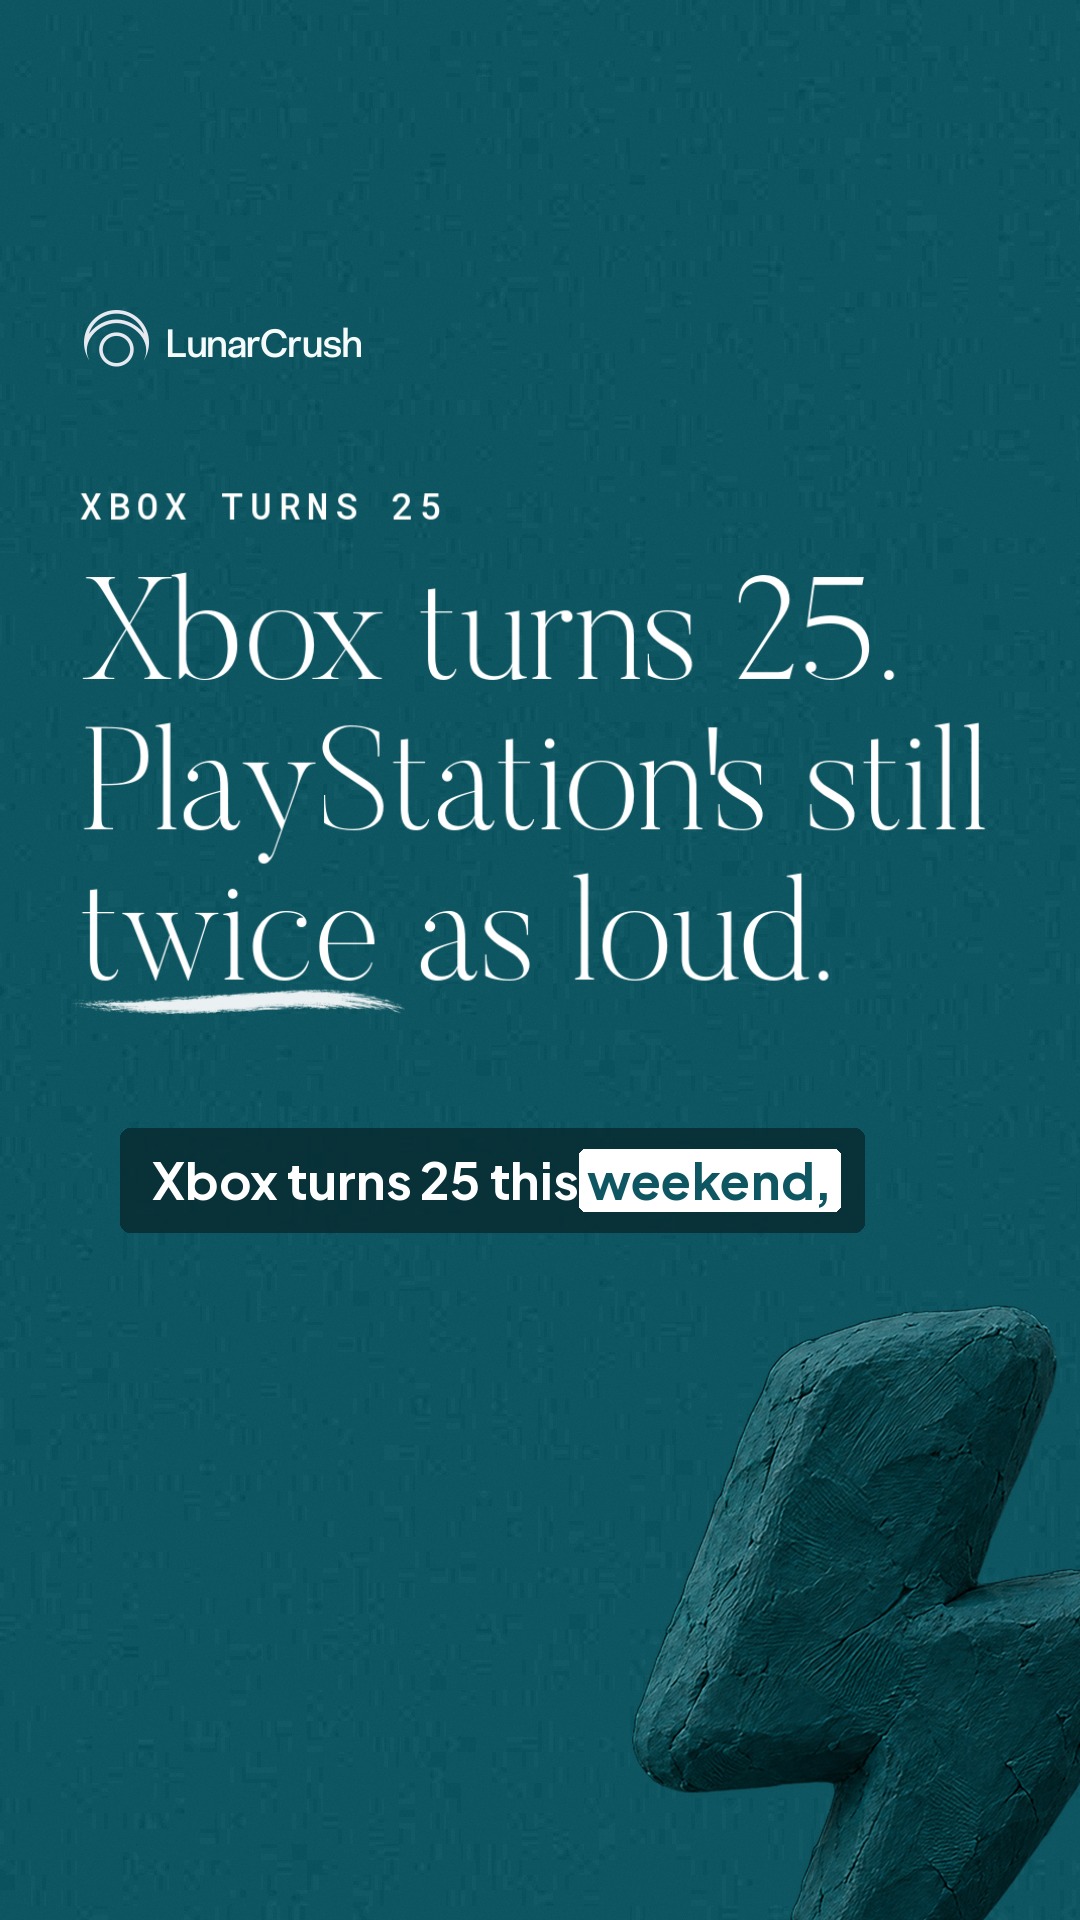 LunarCrush
XBOX TURNS 25
Xbox turns 25.
PlayStation's still
twice as loud.
Xbox turns 25 this weekend,